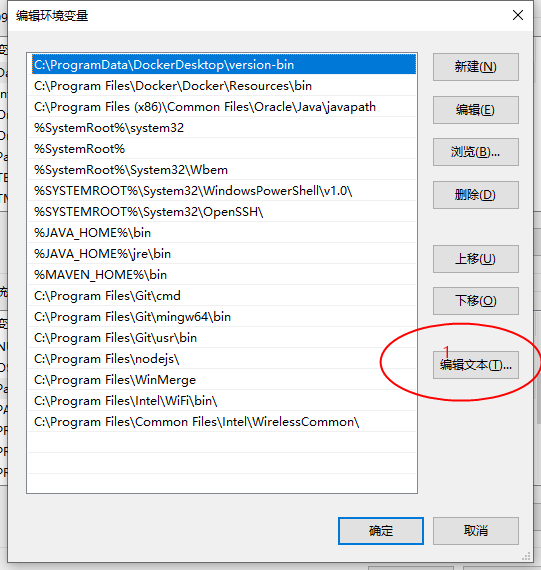 编辑环境变量
C:\ProgramData\DockerDesktop\version-bin
C:\Program Files\Docker\Docker\Resources\bin
C:\Program Files (x86)\Common Files\Oracle\Java\javapath
%SystemRoot%\system32
%SystemRoot%
%SystemRoot%\System32\Wbem
%SYSTEMROOT%\System32\WindowsPowerShell\v1.0\
%SYSTEMROOT%\System32\OpenSSH\
%JAVA_HOME%\bin
%JAVA_HOME%\jre\bin
%MAVEN_HOME%\bin
C:\Program Files\Git\cmd
C:\Program Files\Git\mingw64\bin
C:\Program Files\Git\usr\bin
C:\Program Files\nodejs\
C:\Program Files\WinMerge
C:\Program Files\Intel\WiFi\bin\
C:\Program Files\Common Files\Intel\WirelessCommon\
新建(N)
编辑(E)
浏览(B)...
删除(D)
上移(U)
下移(O)
1
编辑文本(T)...
确定
取消